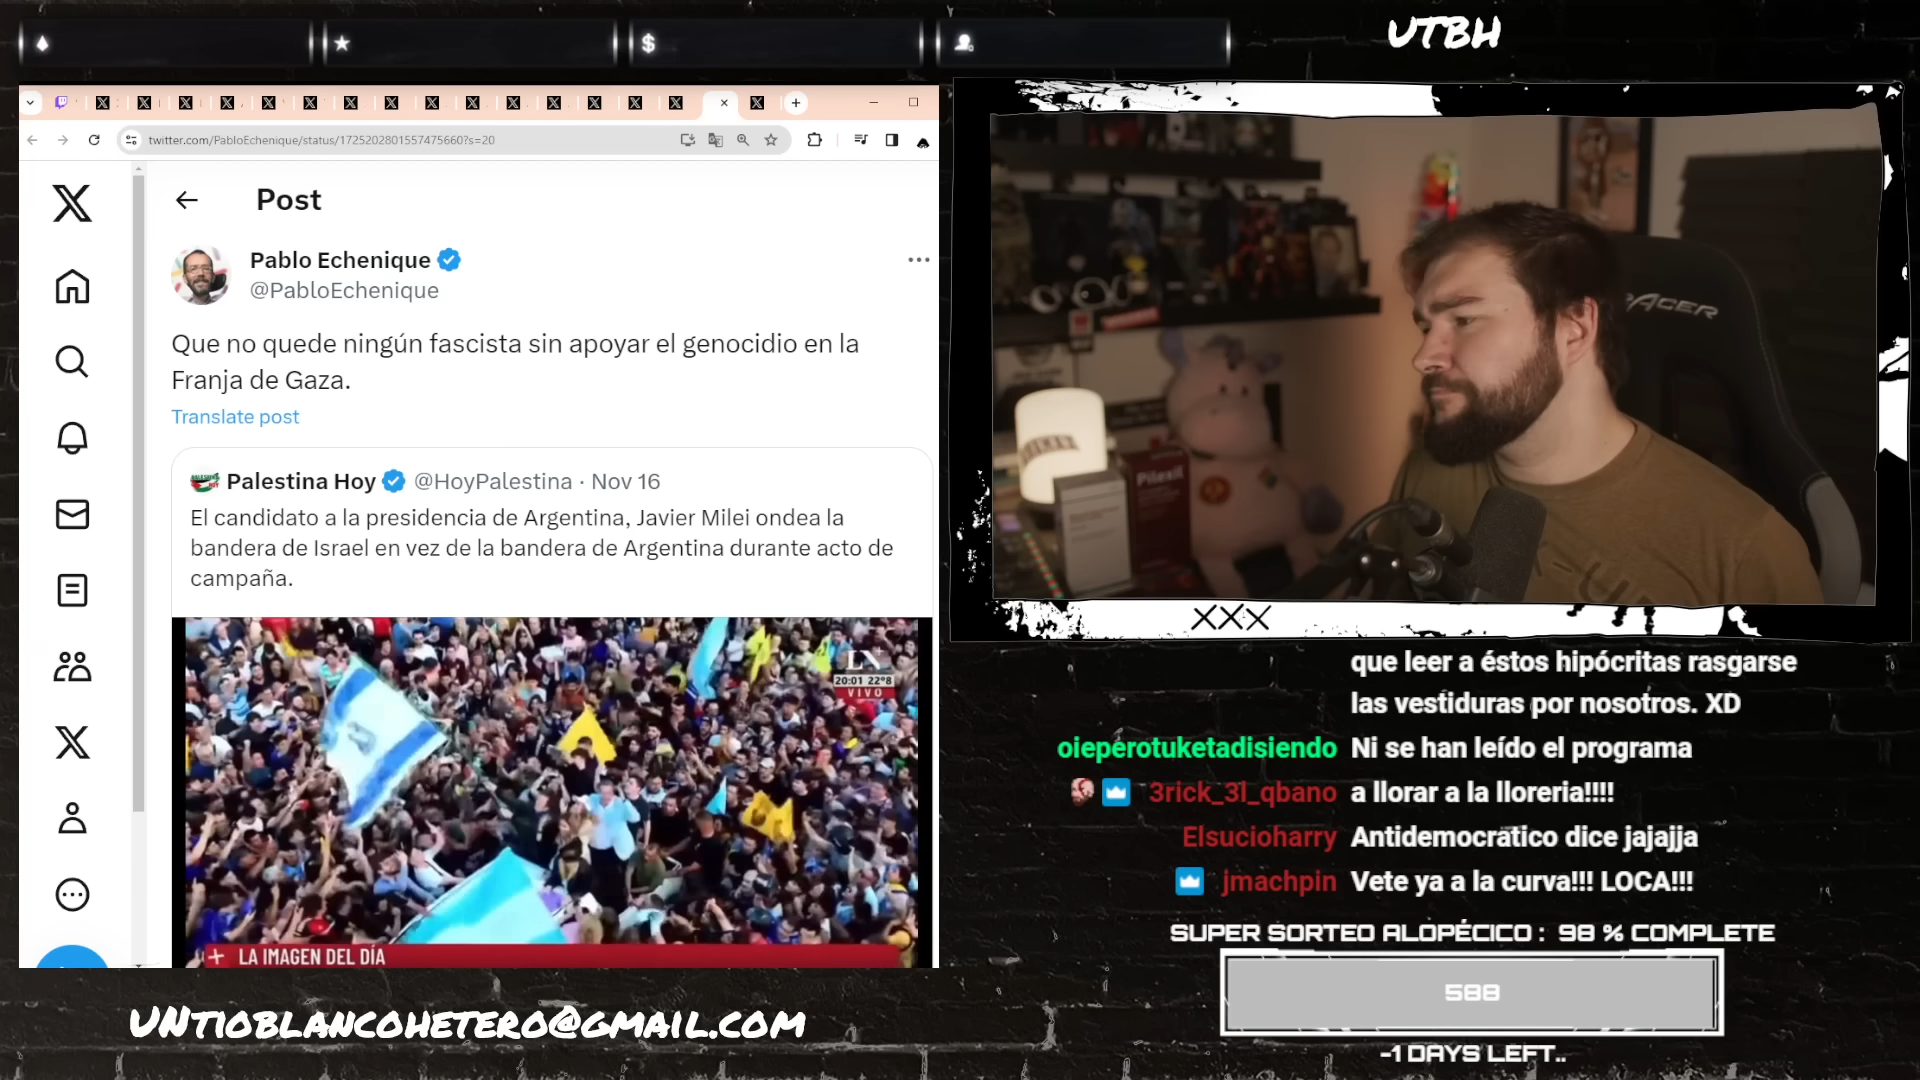 UTBH
twitter.com/PabloEchenique/status/1725202801557475660?s=20
Post
Pablo Echenique
@PabloEchenique
Que no quede ningún fascista sin apoyar el genocidio en la
Franja de Gaza.
Translate post
Palestina Hoy @HoyPalestina · Nov 16
El candidato a la presidencia de Argentina, Javier Milei ondea la
bandera de Israel en vez de la bandera de Argentina durante acto de
campaña.
LN
20:01 22°8
VIVO
LA IMAGEN DEL DÍA
PACER
Pilexil
XXX
que leer a éstos hipócritas rasgarse
las vestiduras por nosotros. XD
oieperotuketadisiendo Ni se han leído el programa
3rick_3l_qbano a llorar a la lloreria!!!!
Elsucioharry Antidemocrático dice jajajja
jmachpin Vete ya a la curva!!! LOCA!!!
SUPER SORTEO ALOPÉCICO : 98 % COMPLETE
588
-1 DAYS LEFT..
UNTIOBLANCOHETERO@GMAIL.COM